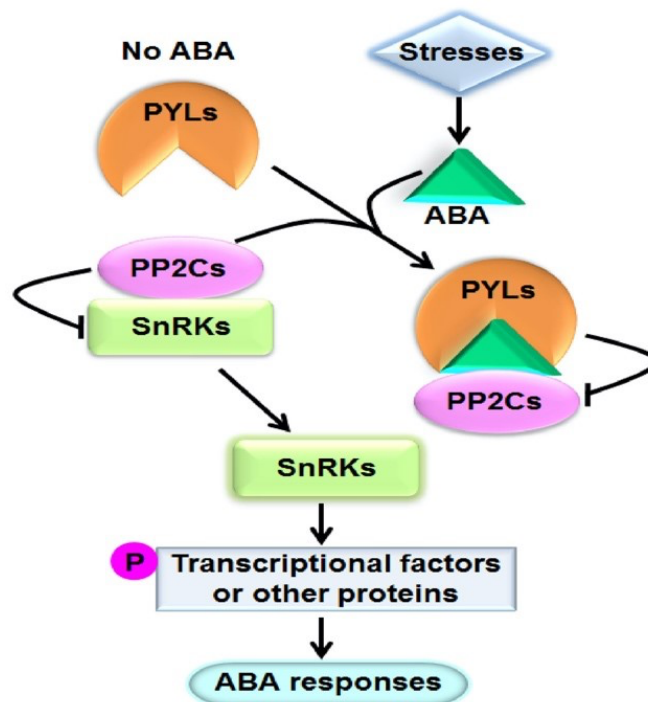 No ABA
Stresses
PYLs
ABA
PP2Cs
SnRKs
PYLs
PP2Cs
SnRKs
P
Transcriptional factors
or other proteins
ABA responses